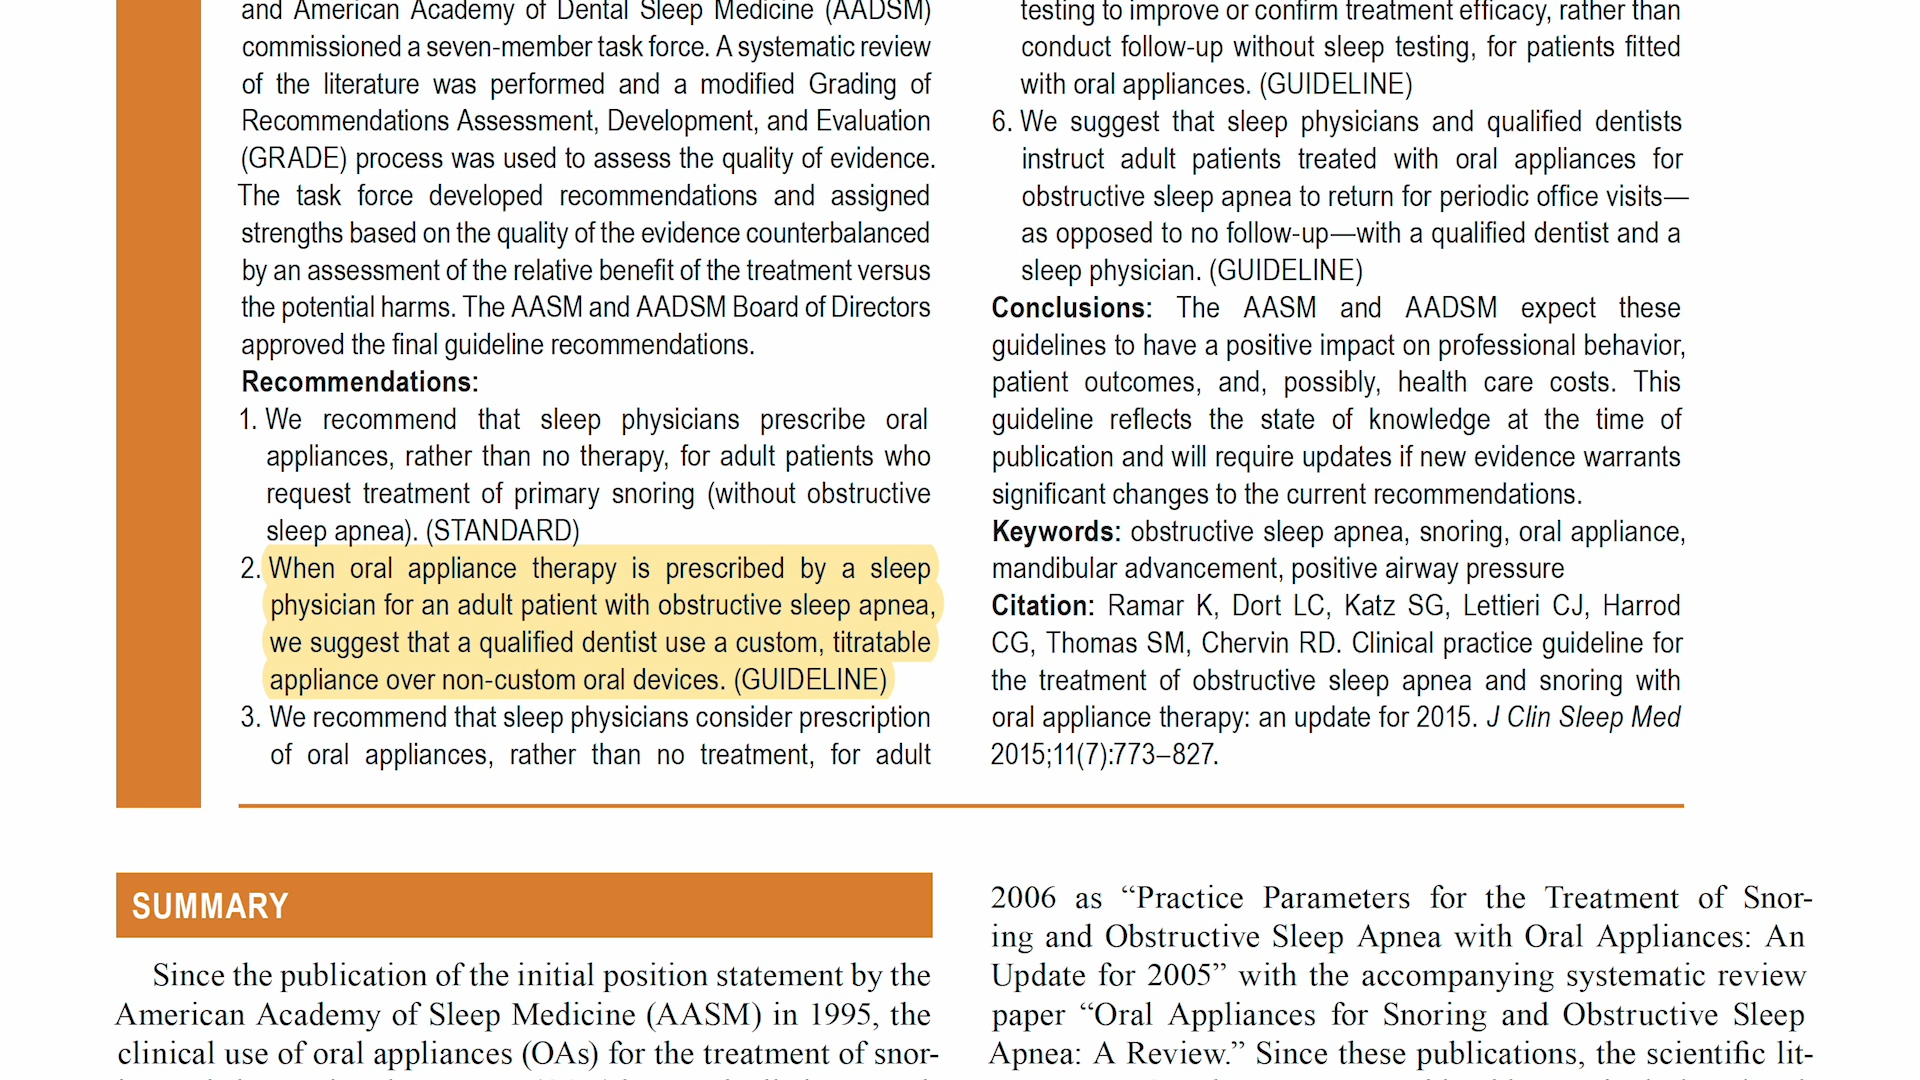 and American Academy of Dental Sleep Medicine (AADSM)
commissioned a seven-member task force. A systematic review
of the literature was performed and a modified Grading of
Recommendations Assessment, Development, and Evaluation
(GRADE) process was used to assess the quality of evidence.
The task force developed recommendations and assigned
strengths based on the quality of the evidence counterbalanced
by an assessment of the relative benefit of the treatment versus
the potential harms. The AASM and AADSM Board of Directors
approved the final guideline recommendations.
Recommendations:
1. We recommend that sleep physicians prescribe oral
appliances, rather than no therapy, for adult patients who
request treatment of primary snoring (without obstructive
sleep apnea). (STANDARD)
2. When oral appliance therapy is prescribed by a sleep
physician for an adult patient with obstructive sleep apnea,
we suggest that a qualified dentist use a custom, titratable
appliance over non-custom oral devices. (GUIDELINE)
3. We recommend that sleep physicians consider prescription
of oral appliances, rather than no treatment, for adult
testing to improve or confirm treatment efficacy, rather than
conduct follow-up without sleep testing, for patients fitted
with oral appliances. (GUIDELINE)
6. We suggest that sleep physicians and qualified dentists
instruct adult patients treated with oral appliances for
obstructive sleep apnea to return for periodic office visits—
as opposed to no follow-up—with a qualified dentist and a
sleep physician. (GUIDELINE)
Conclusions: The AASM and AADSM expect these
guidelines to have a positive impact on professional behavior,
patient outcomes, and, possibly, health care costs. This
guideline reflects the state of knowledge at the time of
publication and will require updates if new evidence warrants
significant changes to the current recommendations.
Keywords: obstructive sleep apnea, snoring, oral appliance,
mandibular advancement, positive airway pressure
Citation: Ramar K, Dort LC, Katz SG, Lettieri CJ, Harrod
CG, Thomas SM, Chervin RD. Clinical practice guideline for
the treatment of obstructive sleep apnea and snoring with
oral appliance therapy: an update for 2015. J Clin Sleep Med
2015;11(7):773–827.
SUMMARY
Since the publication of the initial position statement by the
American Academy of Sleep Medicine (AASM) in 1995, the
clinical use of oral appliances (OAs) for the treatment of snor-
2006 as “Practice Parameters for the Treatment of Snor-
ing and Obstructive Sleep Apnea with Oral Appliances: An
Update for 2005” with the accompanying systematic review
paper “Oral Appliances for Snoring and Obstructive Sleep
Apnea: A Review.” Since these publications, the scientific lit-